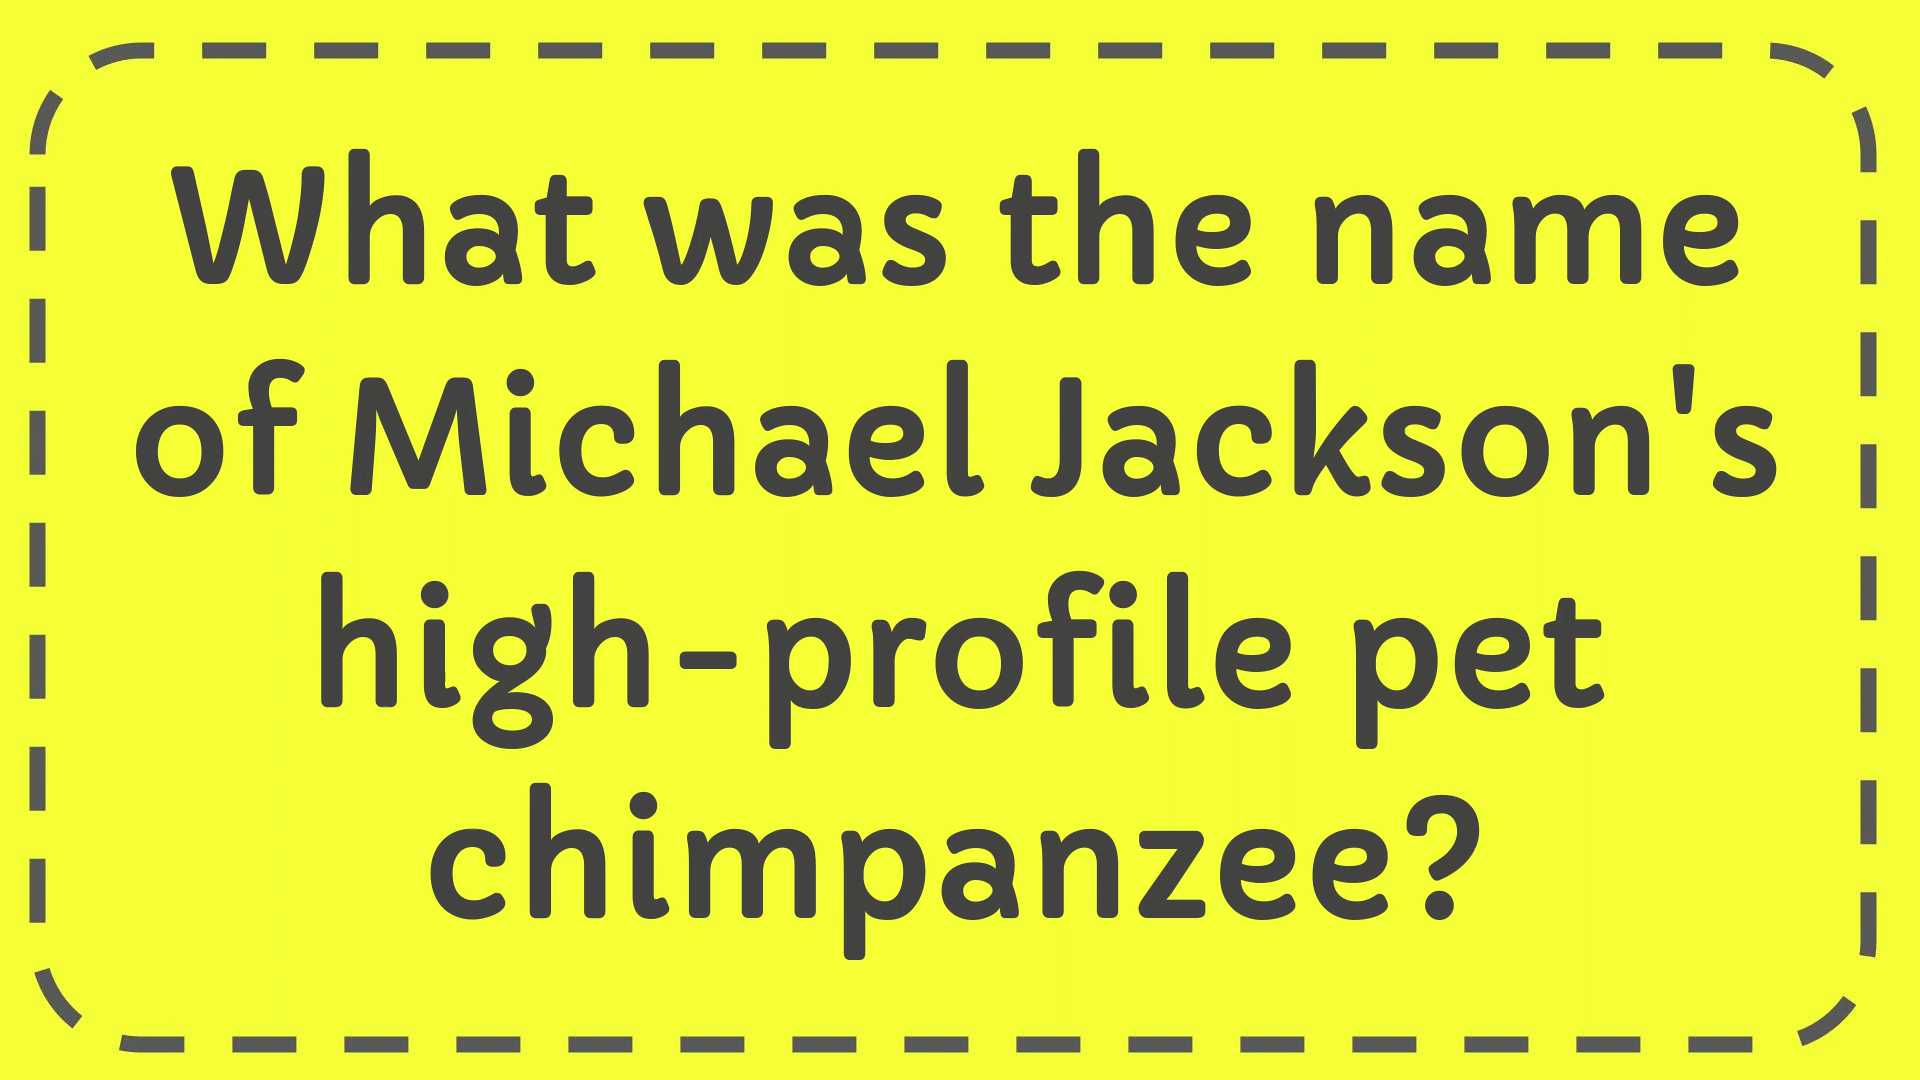 What was the name
of Michael Jackson's
high-profile pet
chimpanzee?